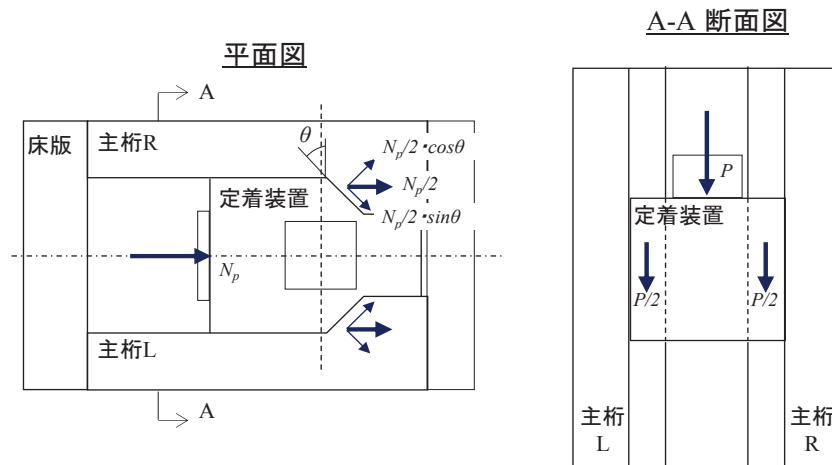 平面図
A
床版
主桁R
θ
N_p/2・cosθ
N_p/2
定着装置
N_p/2・sinθ
N_p
主桁L
A
A-A 断面図
P
定着装置
P/2
P/2
主桁
L
主桁
R